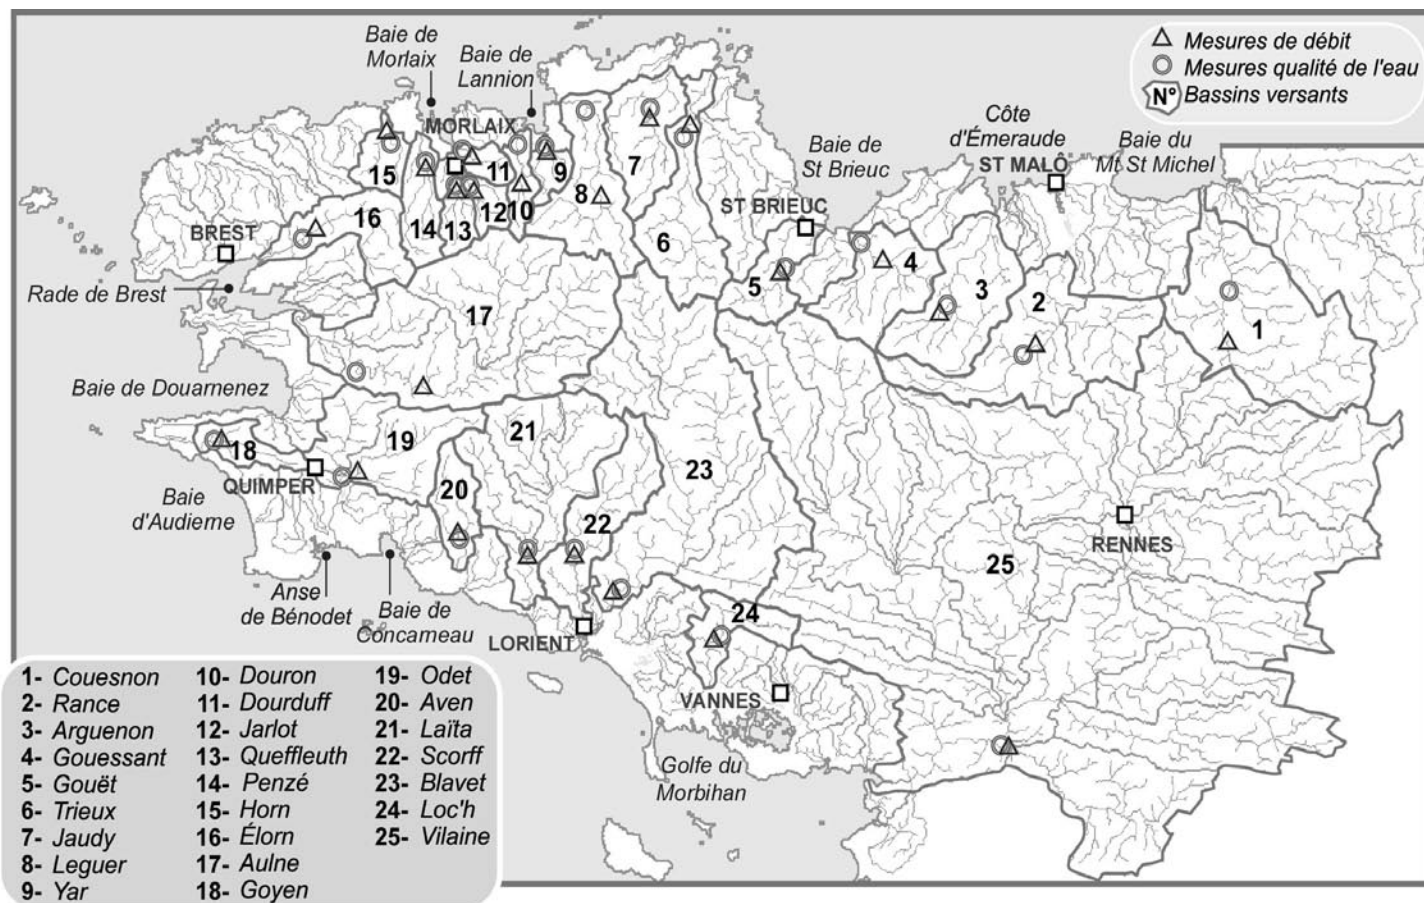 Baie de
Morlaix
Baie de
Lannion
MORLAIX
Mesures de débit
Mesures qualité de l'eau
N° Bassins versants
Côte
d'Émeraude
ST MALÔ
Baie du
Mt St Michel
Baie de
St Brieuc
ST BRIEUC
15
11
9
7
8
16
14
13
12
10
6
BREST
Rade de Brest
17
5
4
3
2
1
Baie de Douarnenez
18
19
21
20
22
23
QUIMPER
Baie
d'Audierne
Anse
de Bénodet
Baie de
Concarneau
LORIENT
24
25
RENNES
VANNES
Golfe du
Morbihan
1- Couesnon
2- Rance
3- Arguenon
4- Gouessant
5- Gouët
6- Trieux
7- Jaudy
8- Leguer
9- Yar
10- Douron
11- Dourduff
12- Jarlot
13- Queffleuth
14- Penzé
15- Horn
16- Élorn
17- Aulne
18- Goyen
19- Odet
20- Aven
21- Laïta
22- Scorff
23- Blavet
24- Loc'h
25- Vilaine